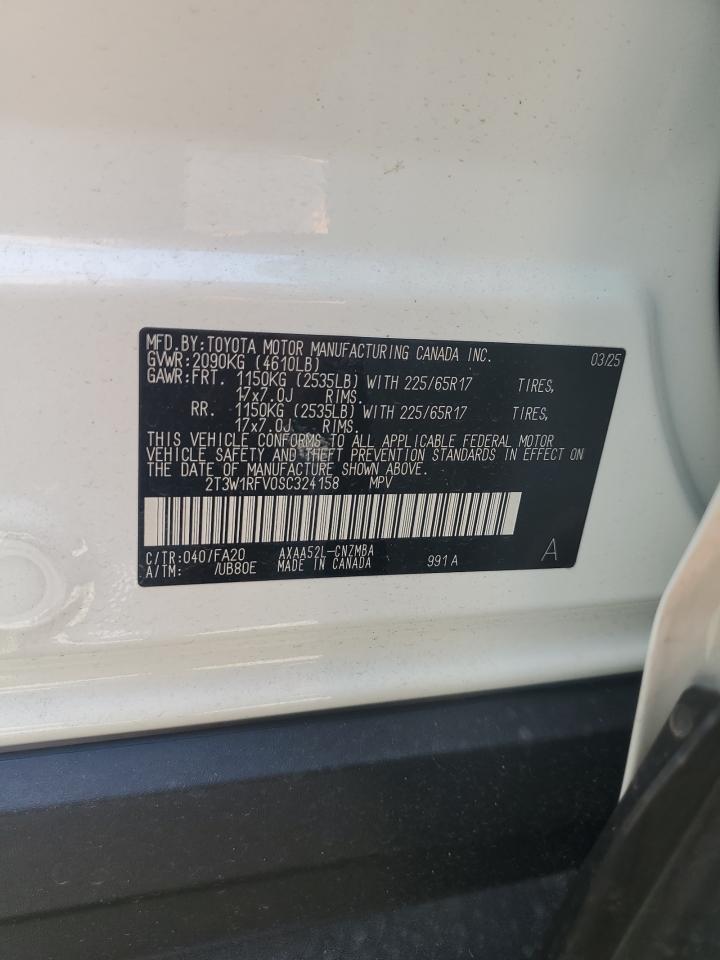 MFD.BY:TOYOTA MOTOR MANUFACTURING CANADA INC. 03/25
GVWR:2090KG (4610LB)
GAWR:FRT. 1150KG (2535LB) WITH 225/65R17 TIRES,
17x7.0J RIMS.
RR. 1150KG (2535LB) WITH 225/65R17 TIRES,
17x7.0J RIMS.
THIS VEHICLE CONFORMS TO ALL APPLICABLE FEDERAL MOTOR
VEHICLE SAFETY AND THEFT PREVENTION STANDARDS IN EFFECT ON
THE DATE OF MANUFACTURE SHOWN ABOVE.
2T3W1RFV0SC324158 MPV
C/TR:040/FA20 AXAA52L-CNZMBA
A/TM: /UB80E MADE IN CANADA 991A A